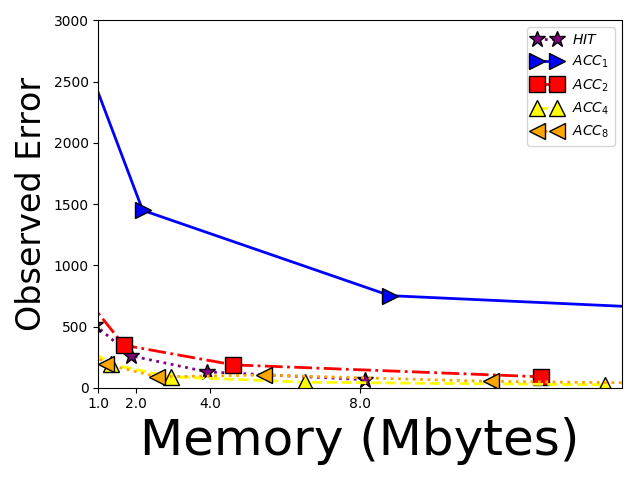 3000
2500
2000
1500
1000
500
0
Observed Error
1.0 2.0 4.0 8.0
Memory (Mbytes)
HIT
ACC₁
ACC₂
ACC₄
ACC₈